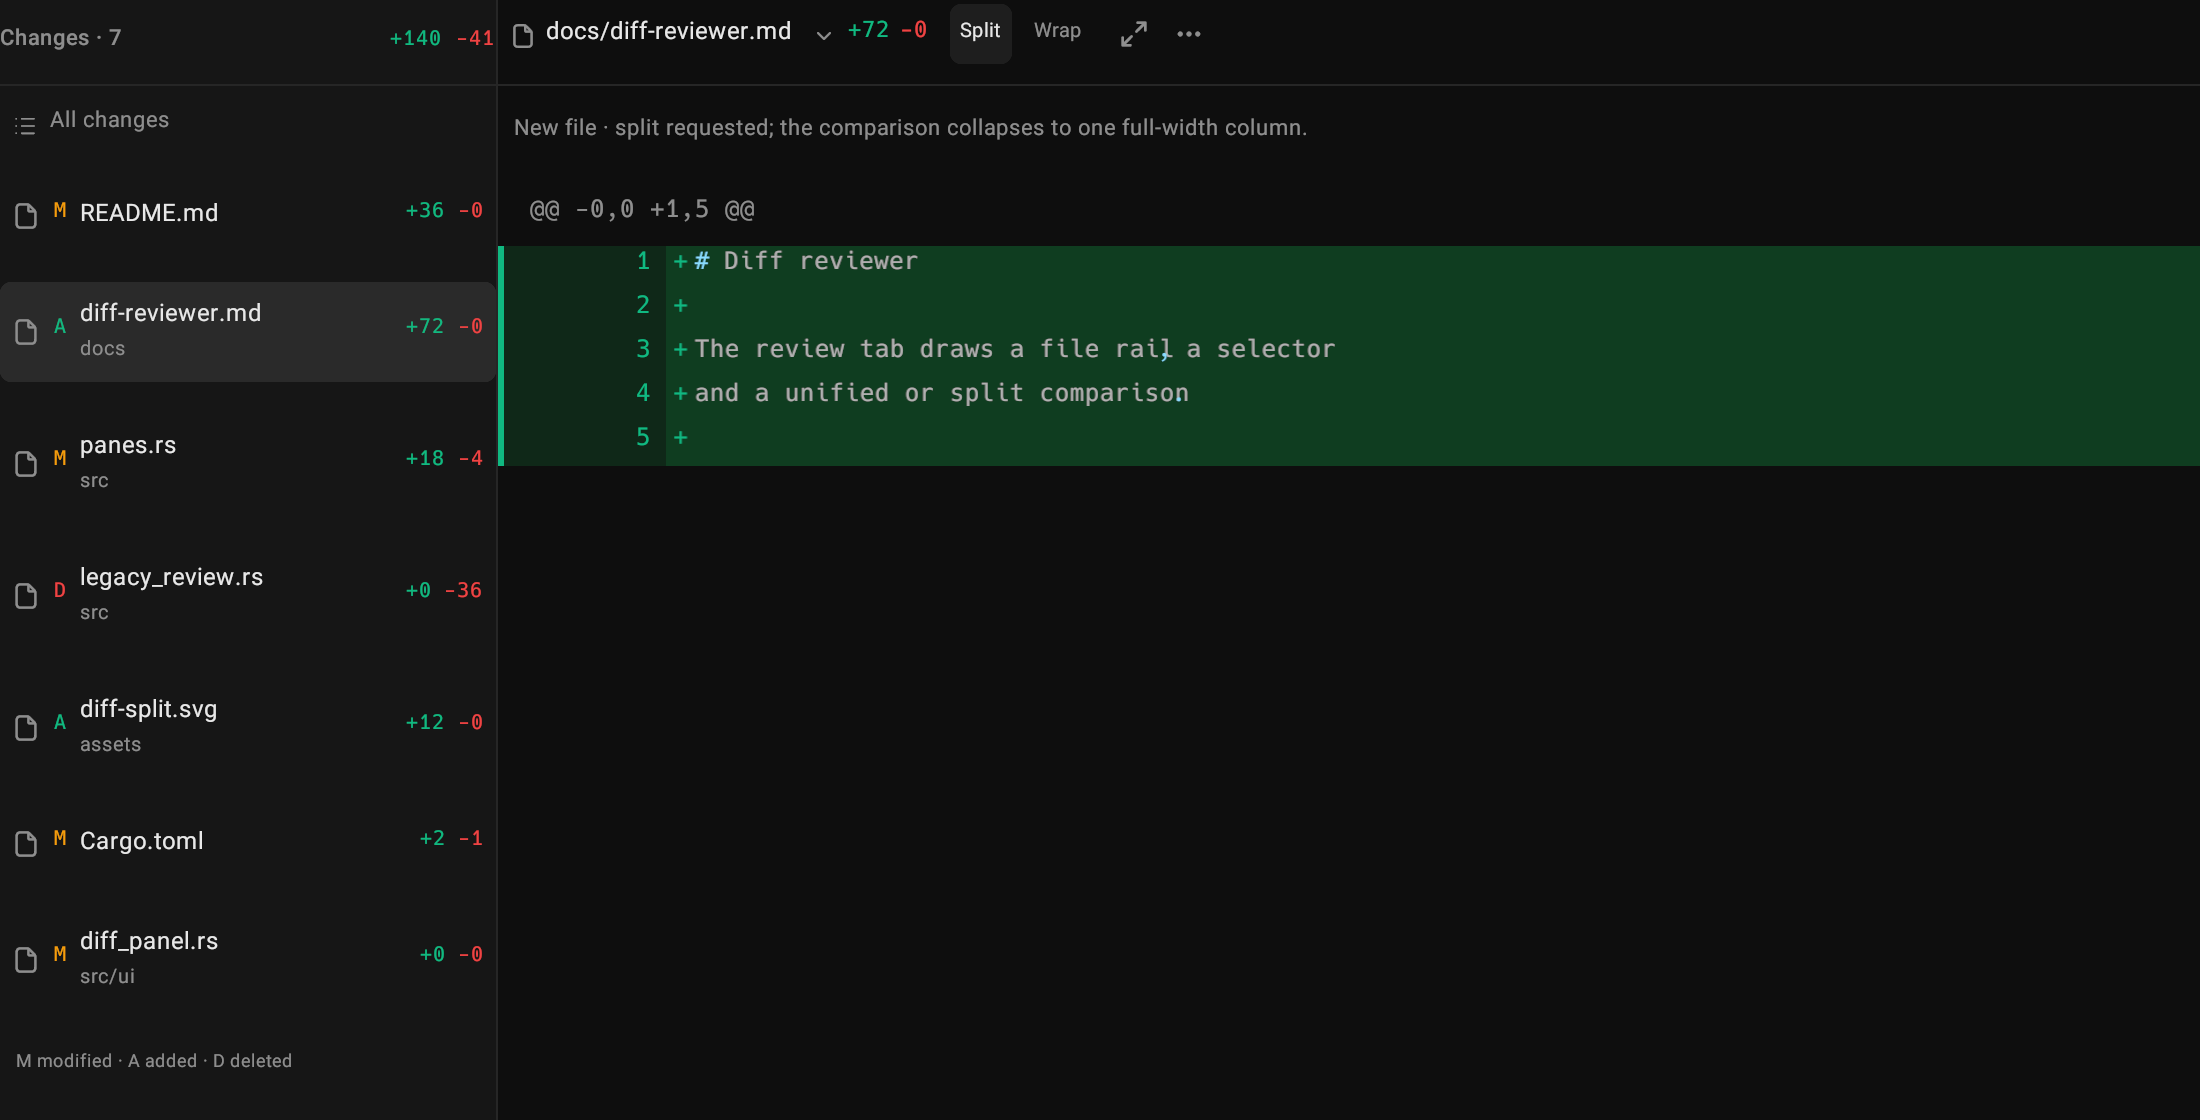 Changes · 7 +140 -41
All changes
M README.md +36 -0
A diff-reviewer.md +72 -0
docs
M panes.rs +18 -4
src
D legacy_review.rs +0 -36
src
A diff-split.svg +12 -0
assets
M Cargo.toml +2 -1
M diff_panel.rs +0 -0
src/ui
M modified · A added · D deleted
docs/diff-reviewer.md +72 -0 Split Wrap
New file · split requested; the comparison collapses to one full-width column.
@@ -0,0 +1,5 @@
1 +# Diff reviewer
2 +
3 +The review tab draws a file rail, a selector
4 +and a unified or split comparison.
5 +